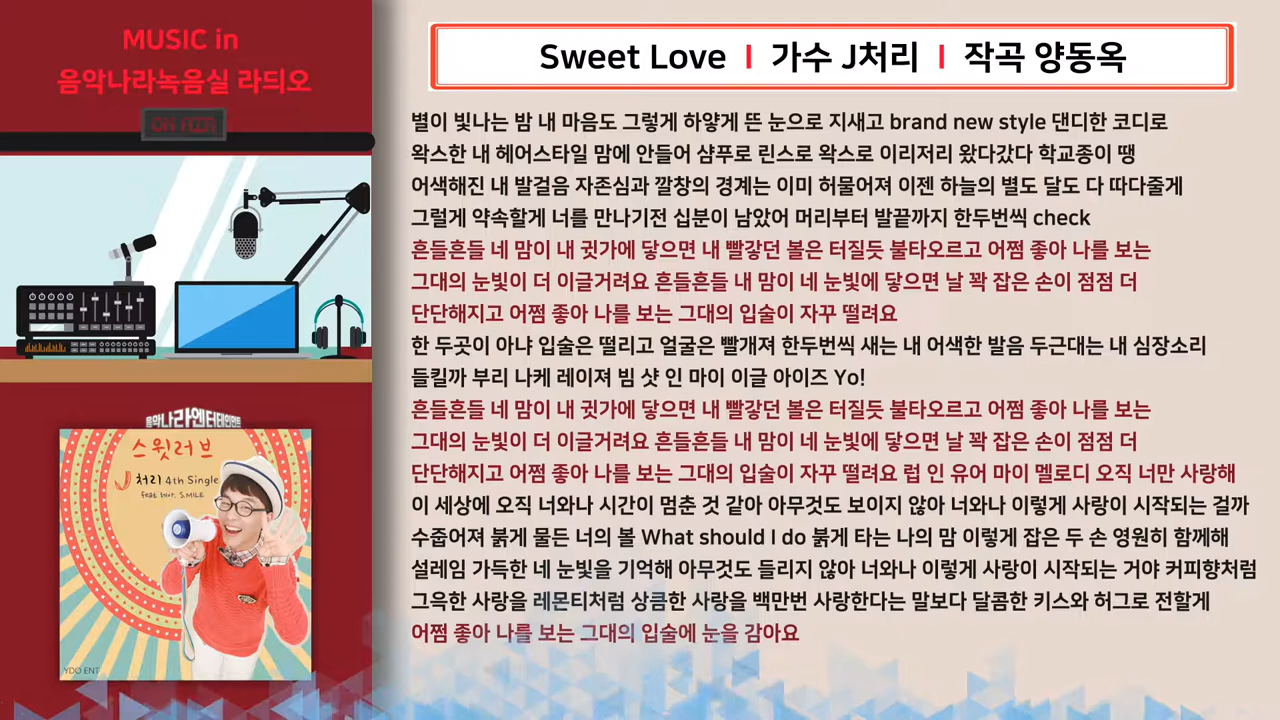 MUSIC in
음악나라녹음실 라듸오
ON AIR
음악나라엔터테인먼트
스윗러브
J처리 4th Single
feat Mr. S.MILE
YDO ENT
Sweet Love ㅣ 가수 J처리 ㅣ 작곡 양동옥
별이 빛나는 밤 내 마음도 그렇게 하얗게 뜬 눈으로 지새고 brand new style 댄디한 코디로
왁스한 내 헤어스타일 맘에 안들어 샴푸로 린스로 왁스로 이리저리 왔다갔다 학교종이 땡
어색해진 내 발걸음 자존심과 깔창의 경계는 이미 허물어져 이젠 하늘의 별도 달도 다 따다줄게
그럴게 약속할게 너를 만나기전 십분이 남았어 머리부터 발끝까지 한두번씩 check
흔들흔들 네 맘이 내 귓가에 닿으면 내 빨갛던 볼은 터질듯 불타오르고 어쩜 좋아 나를 보는
그대의 눈빛이 더 이글거려요 흔들흔들 내 맘이 네 눈빛에 닿으면 날 꽉 잡은 손이 점점 더
단단해지고 어쩜 좋아 나를 보는 그대의 입술이 자꾸 떨려요
한 두곳이 아냐 입술은 떨리고 얼굴은 빨개져 한두번씩 새는 내 어색한 발음 두근대는 내 심장소리
들킬까 부리 나케 레이져 빔 샷 인 마이 이글 아이즈 Yo!
흔들흔들 네 맘이 내 귓가에 닿으면 내 빨갛던 볼은 터질듯 불타오르고 어쩜 좋아 나를 보는
그대의 눈빛이 더 이글거려요 흔들흔들 내 맘이 네 눈빛에 닿으면 날 꽉 잡은 손이 점점 더
단단해지고 어쩜 좋아 나를 보는 그대의 입술이 자꾸 떨려요 럽 인 유어 마이 멜로디 오직 너만 사랑해
이 세상에 오직 너와나 시간이 멈춘 것 같아 아무것도 보이지 않아 너와나 이렇게 사랑이 시작되는 걸까
수줍어져 붉게 물든 너의 볼 What should I do 붉게 타는 나의 맘 이렇게 잡은 두 손 영원히 함께해
설레임 가득한 네 눈빛을 기억해 아무것도 들리지 않아 너와나 이렇게 사랑이 시작되는 거야 커피향처럼
그윽한 사랑을 레몬티처럼 상큼한 사랑을 백만번 사랑한다는 말보다 달콤한 키스와 허그로 전할게
어쩜 좋아 나를 보는 그대의 입술에 눈을 감아요